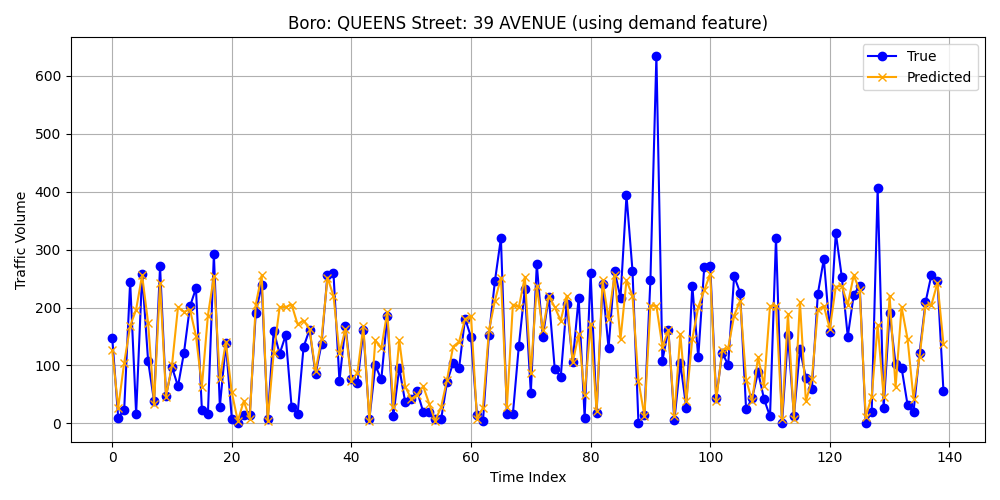 Boro: QUEENS Street: 39 AVENUE (using demand feature)
True
Predicted
Traffic Volume
600
500
400
300
200
100
0
0 20 40 60 80 100 120 140
Time Index